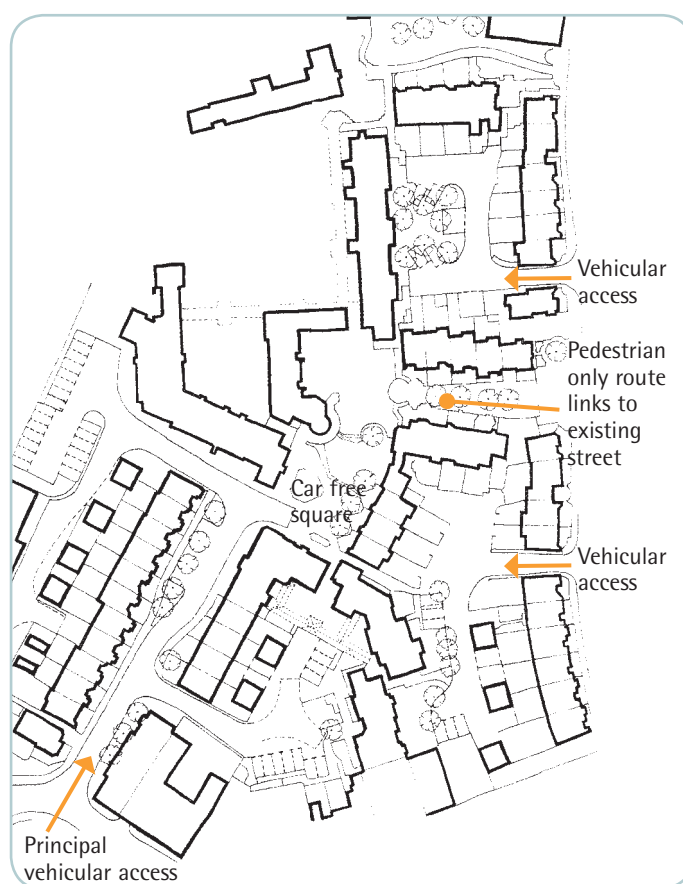 Vehicular
access
Pedestrian
only route
links to
existing
street
Car free
square
Vehicular
access
Principal
vehicular access